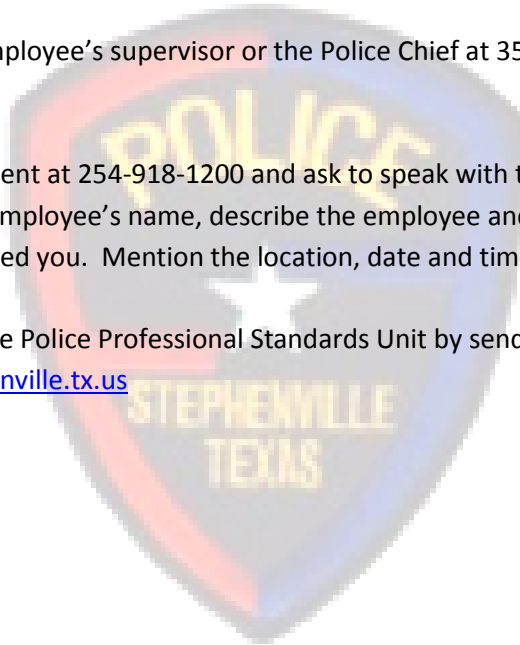 employee's supervisor or the Police Chief at 35
POLICE
ent at 254-918-1200 and ask to speak with t
employee's name, describe the employee and
ed you.  Mention the location, date and tim
e Police Professional Standards Unit by send
nville.tx.us
STEPHENVILLE
TEXAS